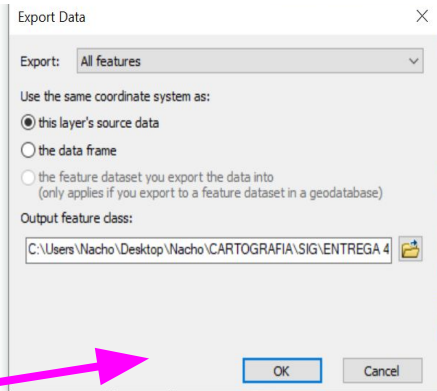 Export Data
Export: All features
Use the same coordinate system as:
this layer's source data
the data frame
the feature dataset you export the data into
(only applies if you export to a feature dataset in a geodatabase)
Output feature class:
C:\Users\Nacho\Desktop\Nacho\CARTOGRAFIA\SIG\ENTREGA 4
OK Cancel